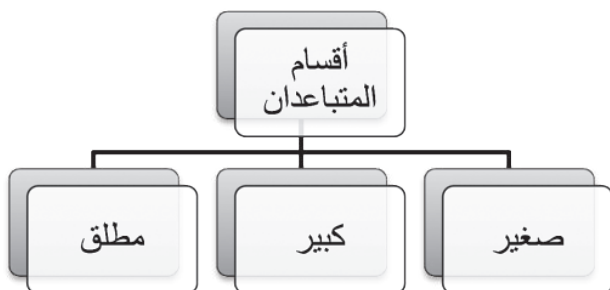 أقسام
المتباعدان
صغير
كبير
مطلق